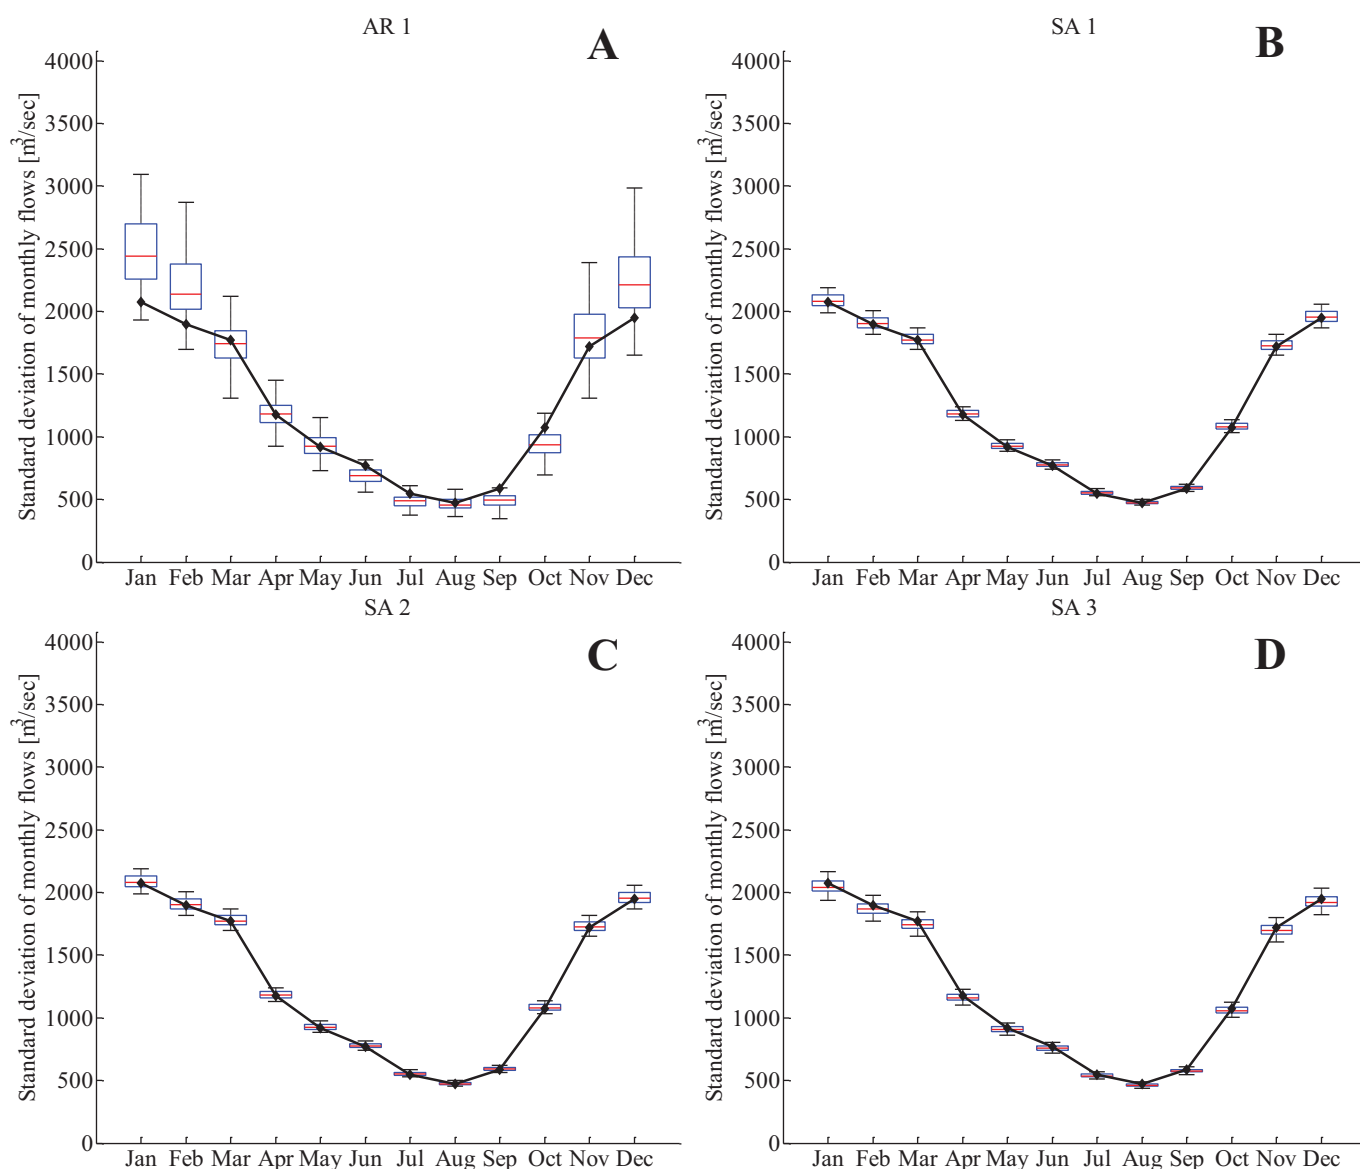 AR 1
A
Standard deviation of monthly flows [m³/sec]
4000
3500
3000
2500
2000
1500
1000
500
0
Jan Feb Mar Apr May Jun Jul Aug Sep Oct Nov Dec
SA 1
B
Standard deviation of monthly flows [m³/sec]
4000
3500
3000
2500
2000
1500
1000
500
0
Jan Feb Mar Apr May Jun Jul Aug Sep Oct Nov Dec
SA 2
C
Standard deviation of monthly flows [m³/sec]
4000
3500
3000
2500
2000
1500
1000
500
0
Jan Feb Mar Apr May Jun Jul Aug Sep Oct Nov Dec
SA 3
D
Standard deviation of monthly flows [m³/sec]
4000
3500
3000
2500
2000
1500
1000
500
0
Jan Feb Mar Apr May Jun Jul Aug Sep Oct Nov Dec